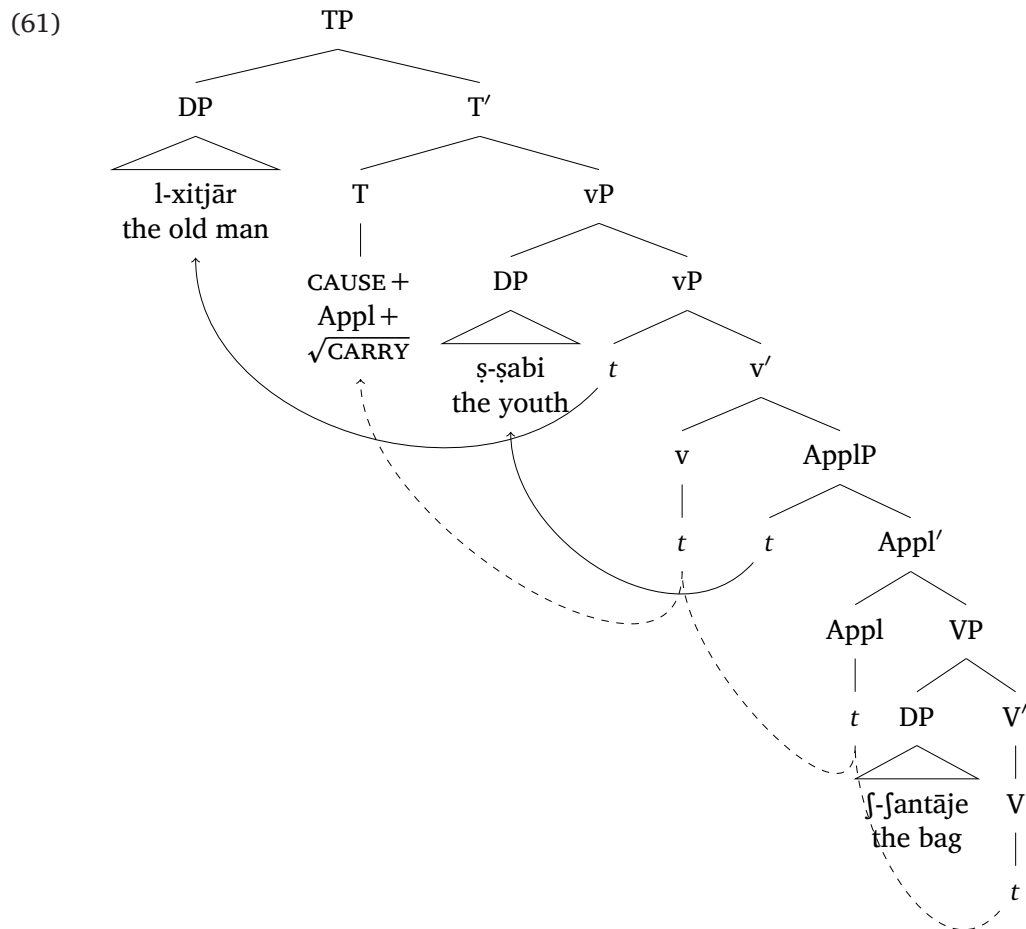 (61)
TP
DP T′
l-xitjār
the old man
T vP
CAUSE +
Appl +
√CARRY
DP vP
ṣ-ṣabi
the youth
t v′
v ApplP
t t Appl′
Appl VP
t DP V′
ʃ-ʃantāje
the bag
V
t